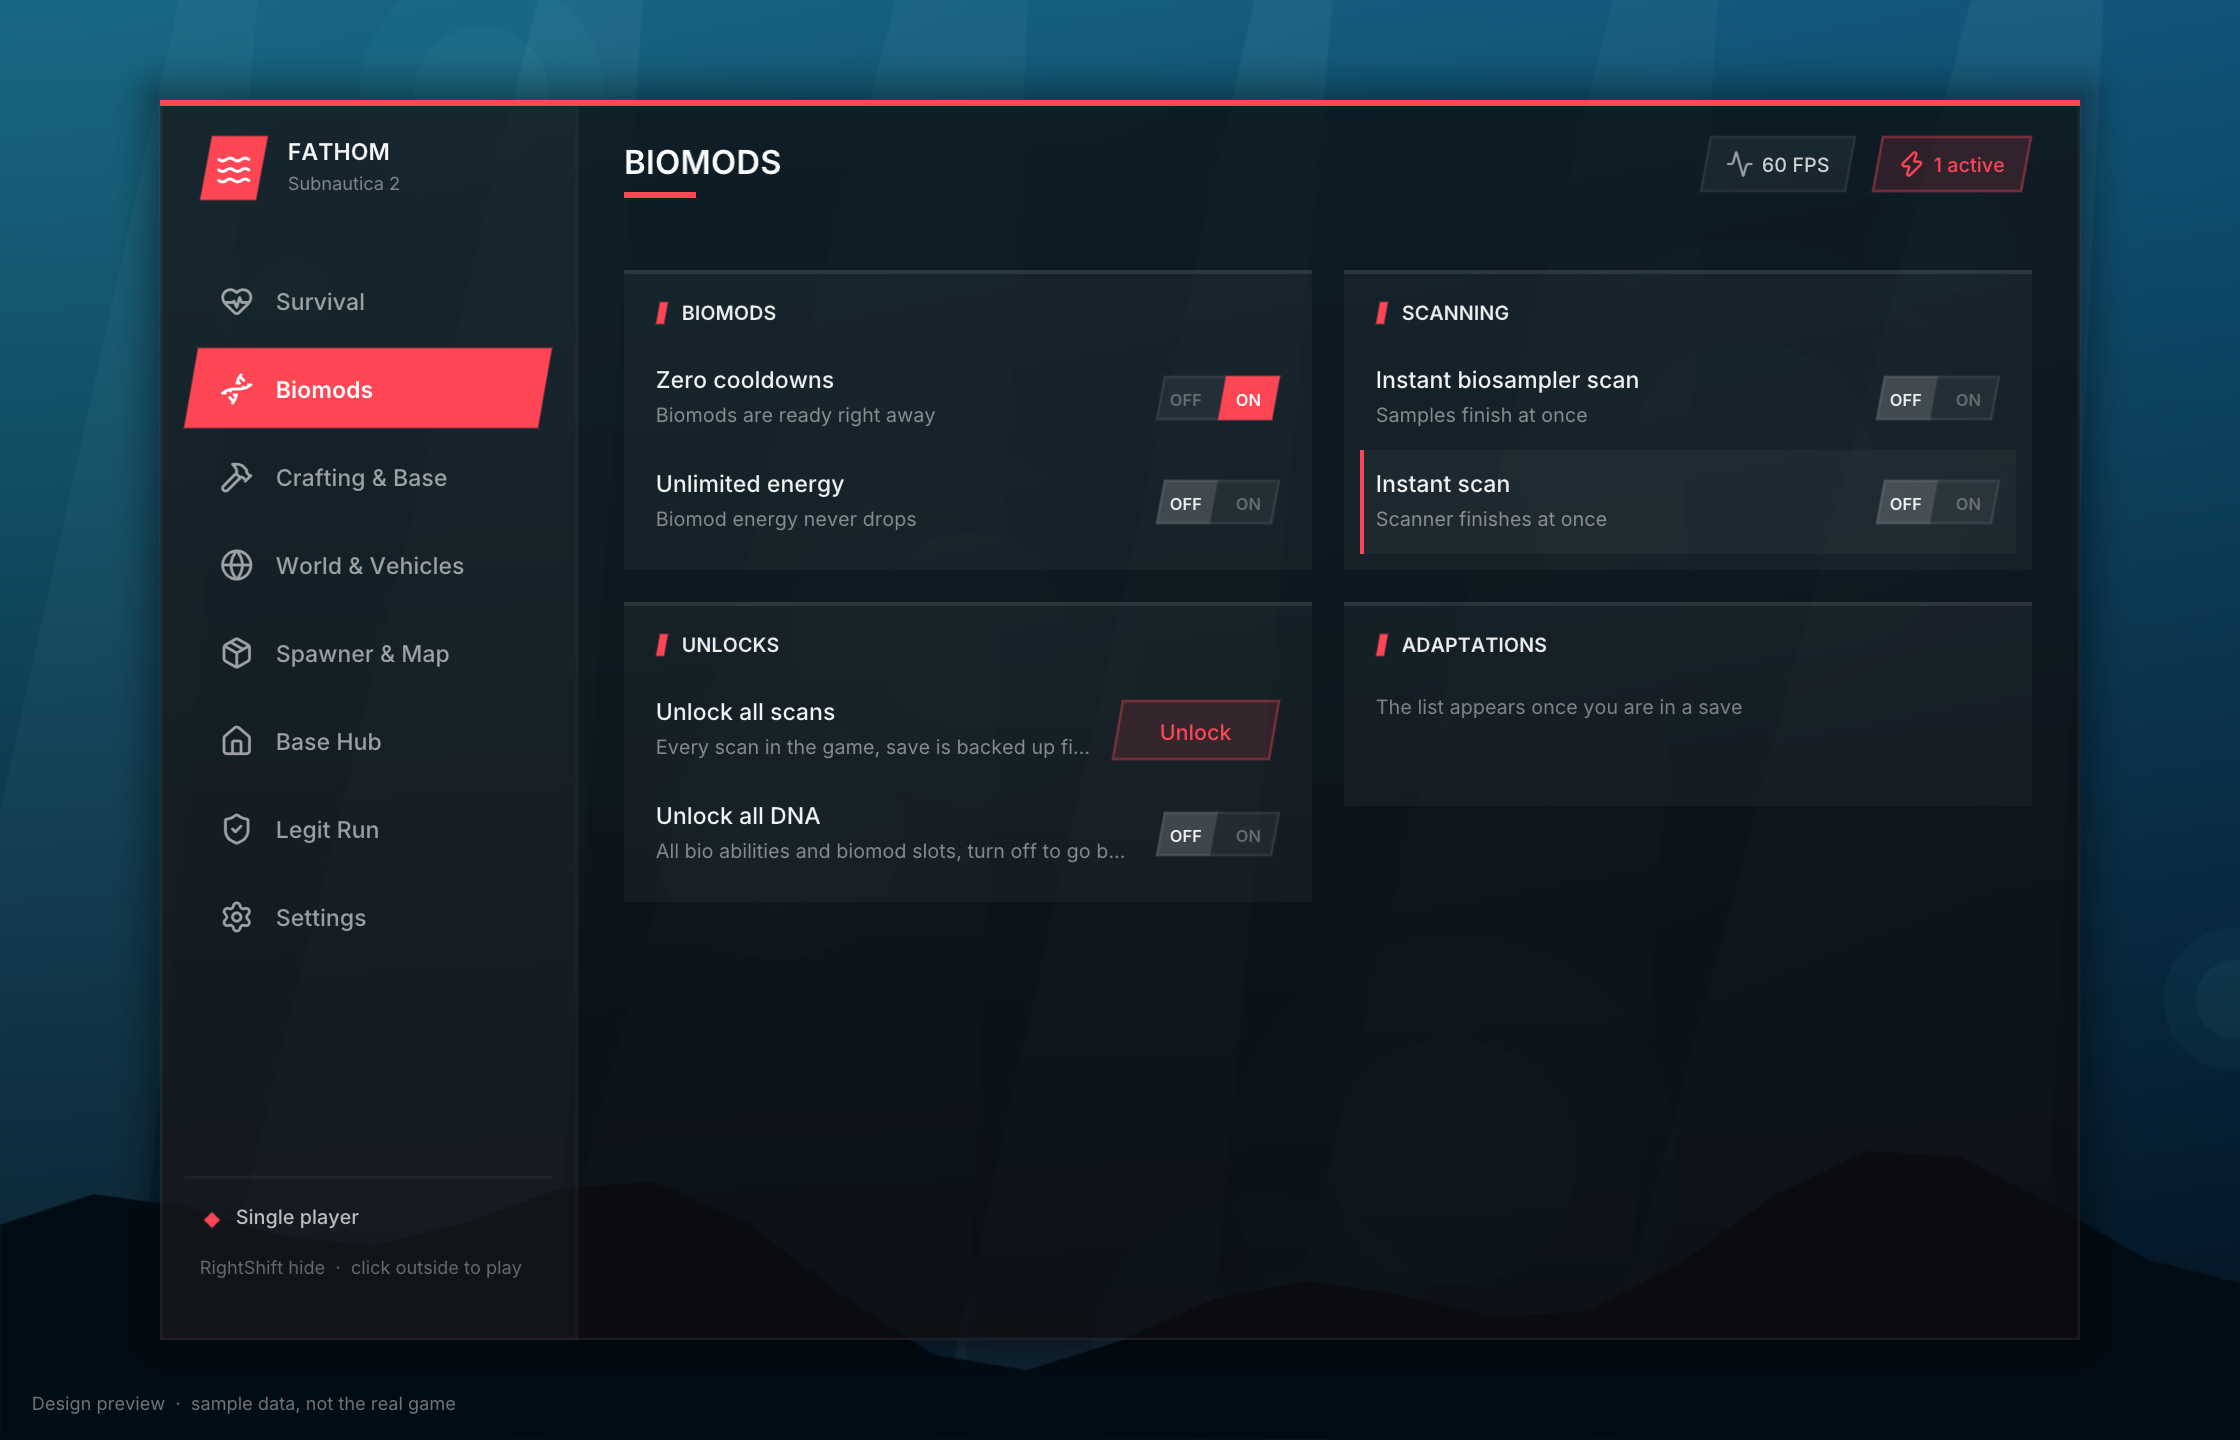 FATHOM
Subnautica 2
Survival
Biomods
Crafting & Base
World & Vehicles
Spawner & Map
Base Hub
Legit Run
Settings
Single player
RightShift hide · click outside to play
BIOMODS
60 FPS
1 active
BIOMODS
Zero cooldowns
Biomods are ready right away
OFF ON
Unlimited energy
Biomod energy never drops
OFF ON
SCANNING
Instant biosampler scan
Samples finish at once
OFF ON
Instant scan
Scanner finishes at once
OFF ON
UNLOCKS
Unlock all scans
Every scan in the game, save is backed up fi...
Unlock
Unlock all DNA
All bio abilities and biomod slots, turn off to go b...
OFF ON
ADAPTATIONS
The list appears once you are in a save
Design preview · sample data, not the real game